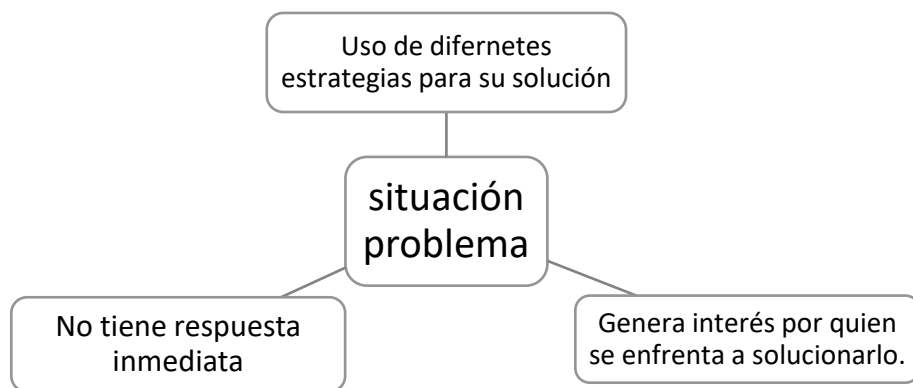 Uso de difernetes
estrategias para su solución
situación
problema
No tiene respuesta
inmediata
Genera interés por quien
se enfrenta a solucionarlo.